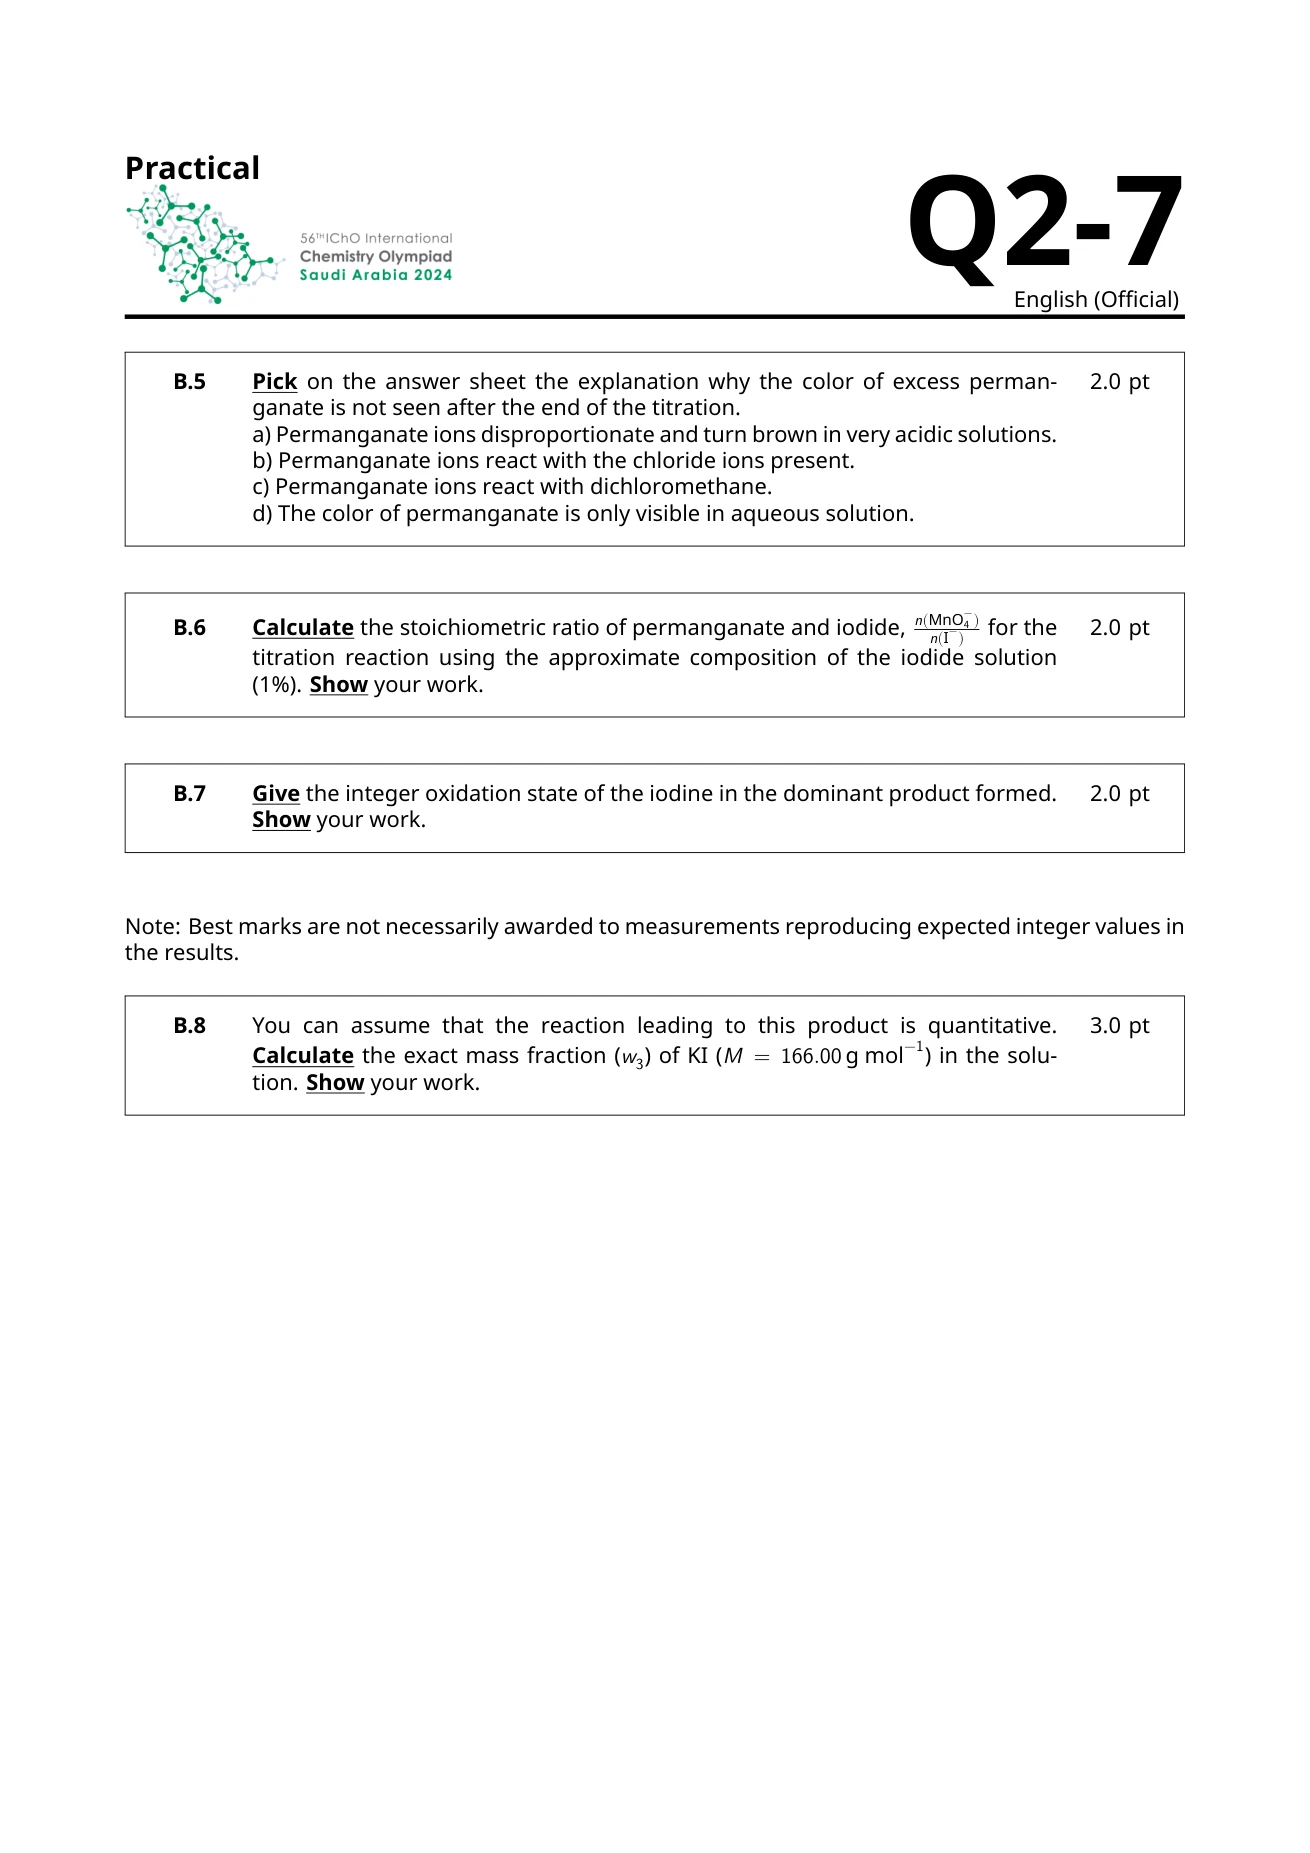 Practical
56ᵀᴹIChO International
Chemistry Olympiad
Saudi Arabia 2024
Q2-7
English (Official)
B.5 Pick on the answer sheet the explanation why the color of excess perman- 2.0 pt
ganate is not seen after the end of the titration.
a) Permanganate ions disproportionate and turn brown in very acidic solutions.
b) Permanganate ions react with the chloride ions present.
c) Permanganate ions react with dichloromethane.
d) The color of permanganate is only visible in aqueous solution.
B.6 Calculate the stoichiometric ratio of permanganate and iodide, n(MnO₄⁻)/n(I⁻) for the 2.0 pt
titration reaction using the approximate composition of the iodide solution
(1%). Show your work.
B.7 Give the integer oxidation state of the iodine in the dominant product formed. 2.0 pt
Show your work.
Note: Best marks are not necessarily awarded to measurements reproducing expected integer values in
the results.
B.8 You can assume that the reaction leading to this product is quantitative. 3.0 pt
Calculate the exact mass fraction (w₃) of KI (M = 166.00 g mol⁻¹) in the solu-
tion. Show your work.